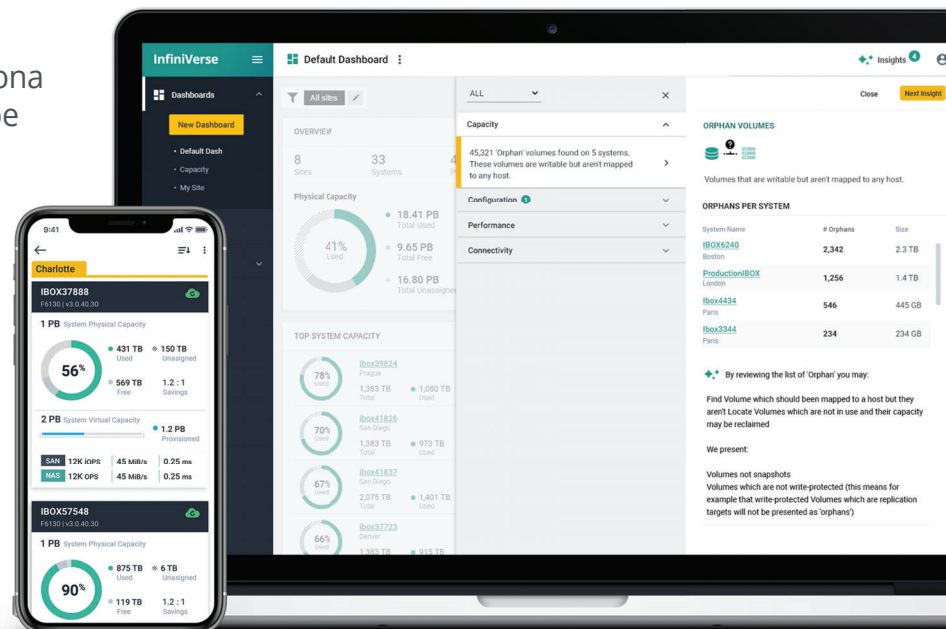 ona
pe
InfiniVerse
Dashboards
New Dashboard
• Default Dash
• Capacity
• My Site
Default Dashboard
All sites
OVERVIEW
8
Sites
33
Systems
4
P
Physical Capacity
41%
Used
18.41 PB
Total Used
9.65 PB
Total Free
16.80 PB
Total Unassigne
TOP SYSTEM CAPACITY
78%
Used
ibox39824
Prague
1,383 TB
Total
1,080 TB
Used
70%
Used
ibox41826
San Diego
1,383 TB
Total
973 TB
Used
67%
Used
ibox41837
San Diego
2,075 TB
Total
1,401 TB
Used
66%
Used
ibox37723
Denver
1,383 TB
915 TB
ALL
Capacity
45,321 'Orphan' volumes found on 5 systems.
These volumes are writable but aren't mapped
to any host.
Configuration 1
Performance
Connectivity
Insights 4
Close
Next Insight
ORPHAN VOLUMES
?
Volumes that are writable but aren't mapped to any host.
ORPHANS PER SYSTEM
System Name # Orphans Size
IBOX6240 2,342 2.3 TB
Boston
ProductionIBOX 1,256 1.4 TB
London
Ibox4434 546 445 GB
Paris
Ibox3344 234 234 GB
Paris
By reviewing the list of 'Orphan' you may:
Find Volume which should been mapped to a host but they
aren't Locate Volumes which are not in use and their capacity
may be reclaimed
We present:
Volumes not snapshots
Volumes which are not write-protected (this means for
example that write-protected Volumes which are replication
targets will not be presented as 'orphans')
9:41
Charlotte
IBOX37888
F6130 | v3.0.40.30
1 PB System Physical Capacity
56%
431 TB
Used
150 TB
Unasigned
569 TB
Free
1.2 : 1
Savings
2 PB System Virtual Capacity
1.2 PB
Provisioned
SAN 12K iOPS 45 MiB/s 0.25 ms
NAS 12K OPS 45 MiB/s 0.25 ms
IBOX57548
F6130 | v3.0.40.30
1 PB System Physical Capacity
90%
875 TB
Used
6 TB
Unasigned
119 TB
Free
1.2 : 1
Savings